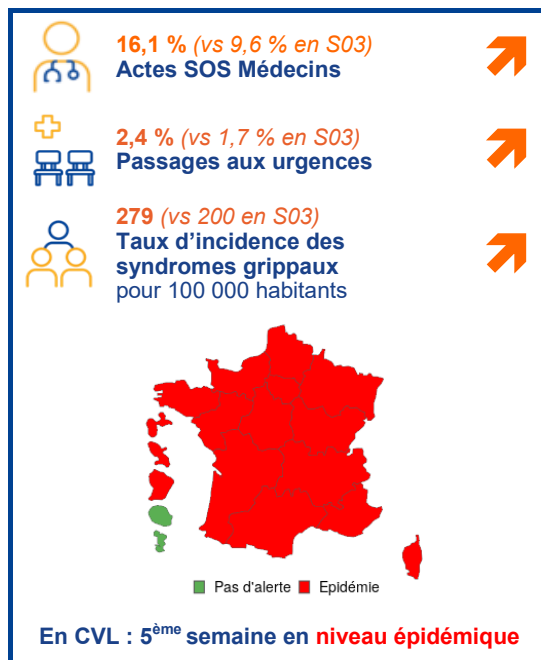 16,1 % (vs 9,6 % en S03)
Actes SOS Médecins
2,4 % (vs 1,7 % en S03)
Passages aux urgences
279 (vs 200 en S03)
Taux d'incidence des
syndromes grippaux
pour 100 000 habitants
Pas d'alerte Epidémie
En CVL : 5ème semaine en niveau épidémique